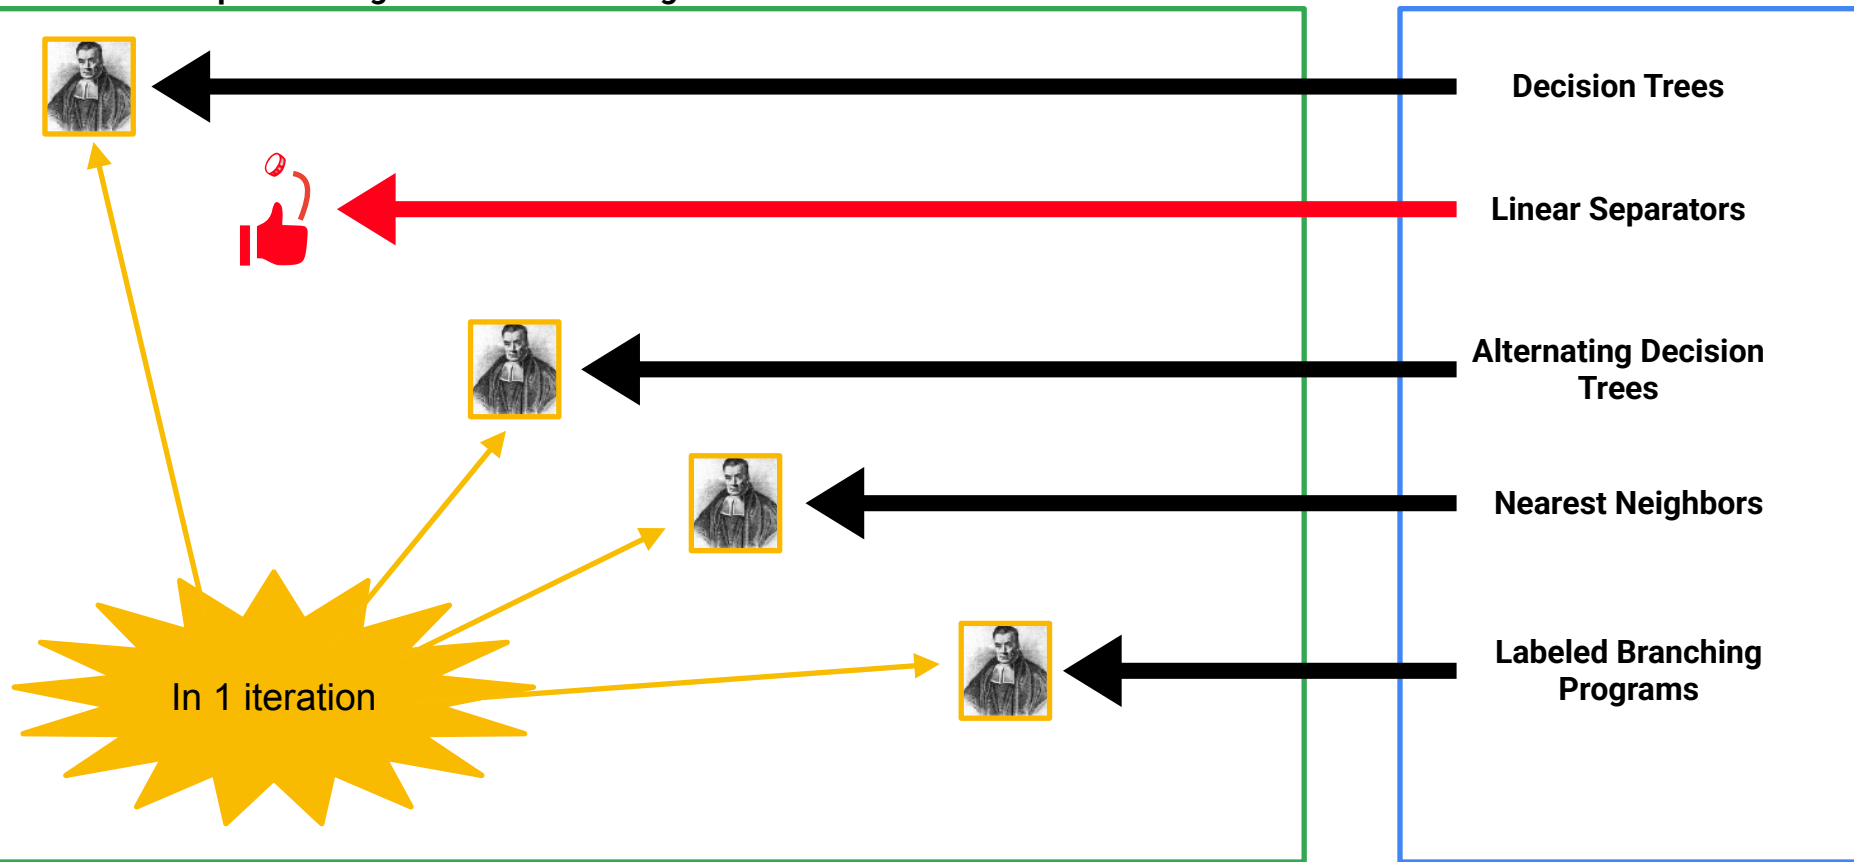 Decision Trees
Linear Separators
Alternating Decision
Trees
Nearest Neighbors
Labeled Branching
Programs
In 1 iteration